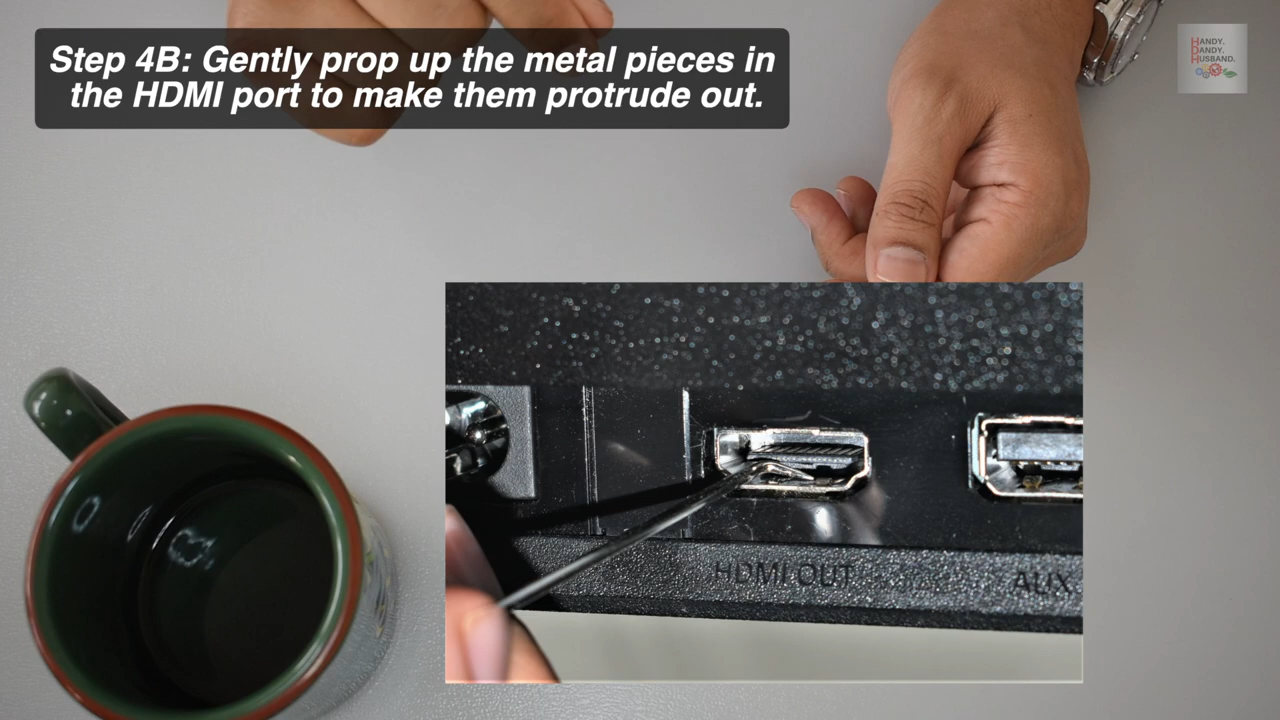 Step 4B: Gently prop up the metal pieces in
the HDMI port to make them protrude out.
HANDY.
DANDY.
HUSBAND.
HDMI OUT
AUX